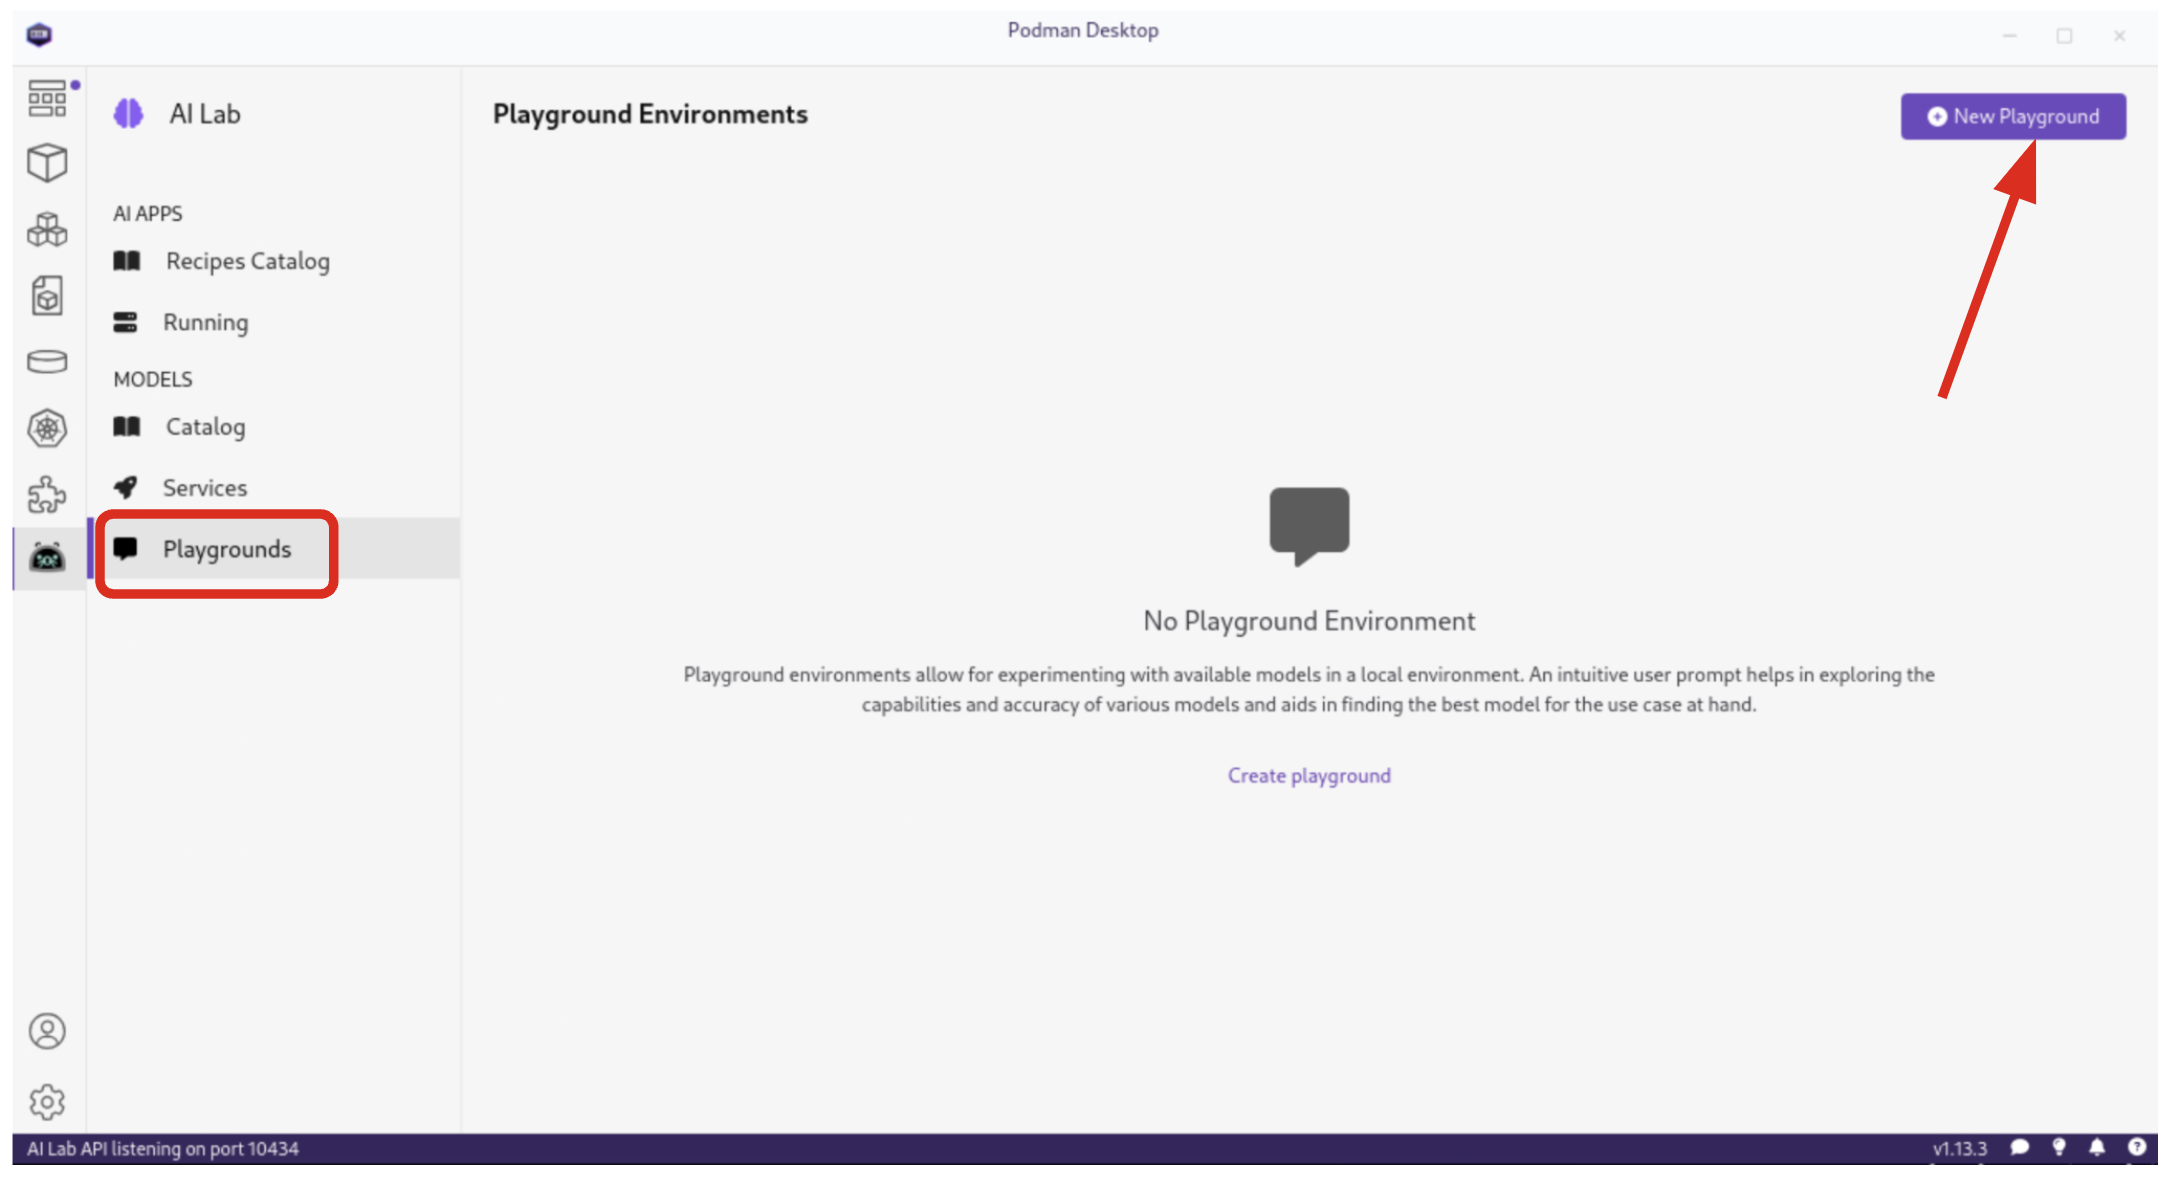 Podman Desktop
AI Lab
AI APPS
Recipes Catalog
Running
MODELS
Catalog
Services
Playgrounds
Playground Environments
New Playground
No Playground Environment
Playground environments allow for experimenting with available models in a local environment. An intuitive user prompt helps in exploring the
capabilities and accuracy of various models and aids in finding the best model for the use case at hand.
Create playground
AI Lab API listening on port 10434
v1.13.3